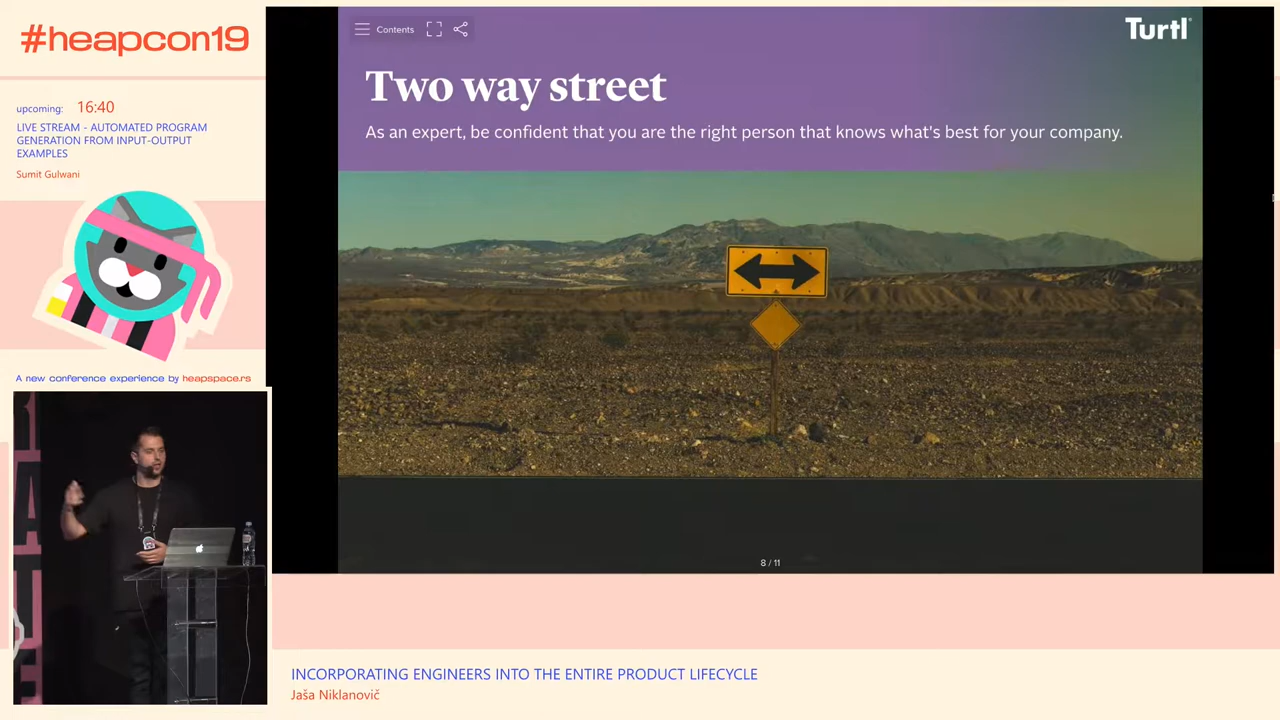 #heapcon19
upcoming: 16:40
LIVE STREAM - AUTOMATED PROGRAM
GENERATION FROM INPUT-OUTPUT
EXAMPLES
Sumit Gulwani
A new conference experience by heapspace.rs
Contents
Turtl
Two way street
As an expert, be confident that you are the right person that knows what's best for your company.
8 / 11
INCORPORATING ENGINEERS INTO THE ENTIRE PRODUCT LIFECYCLE
Jaša Niklanovič